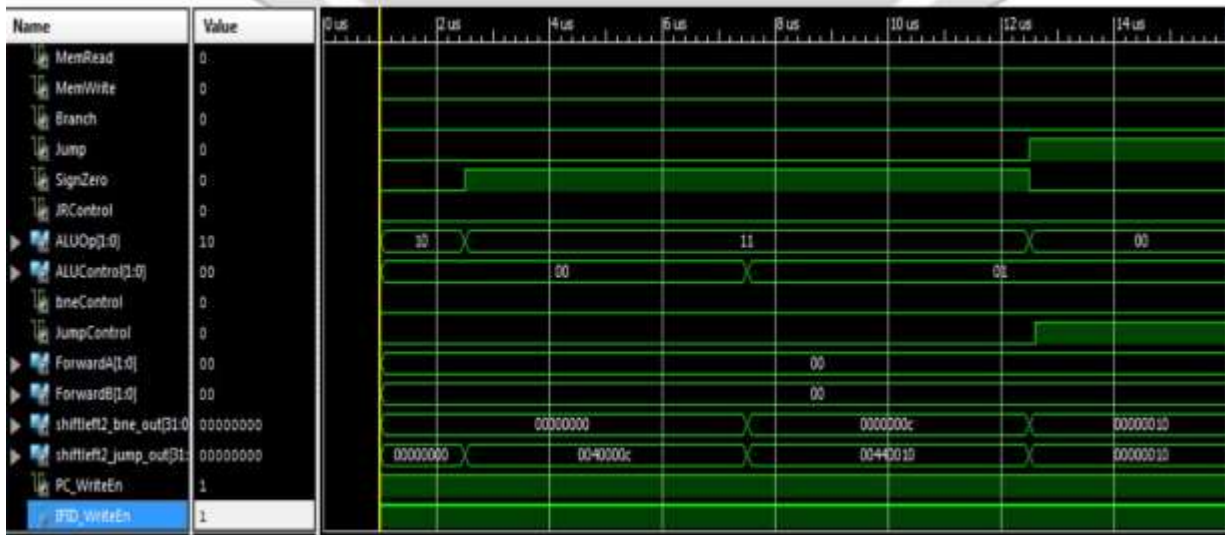 Name Value 0 us 2 us 4 us 6 us 8 us 10 us 12 us 14 us
MemRead 0
MemWrite 0
Branch 0
Jump 0
SignZero 0
JRControl 0
ALUOp[1:0] 10 10 11 00
ALUControl[1:0] 00 00 01
bneControl 0
JumpControl 0
ForwardA[1:0] 00 00
ForwardB[1:0] 00 00
shiftleft2_bne_out[31:0 00000000 00000000 0000000c 00000010
shiftleft2_jump_out[31: 00000000 00000000 0040000c 00440010 00000010
PC_WriteEn 1
IFID_WriteEn 1